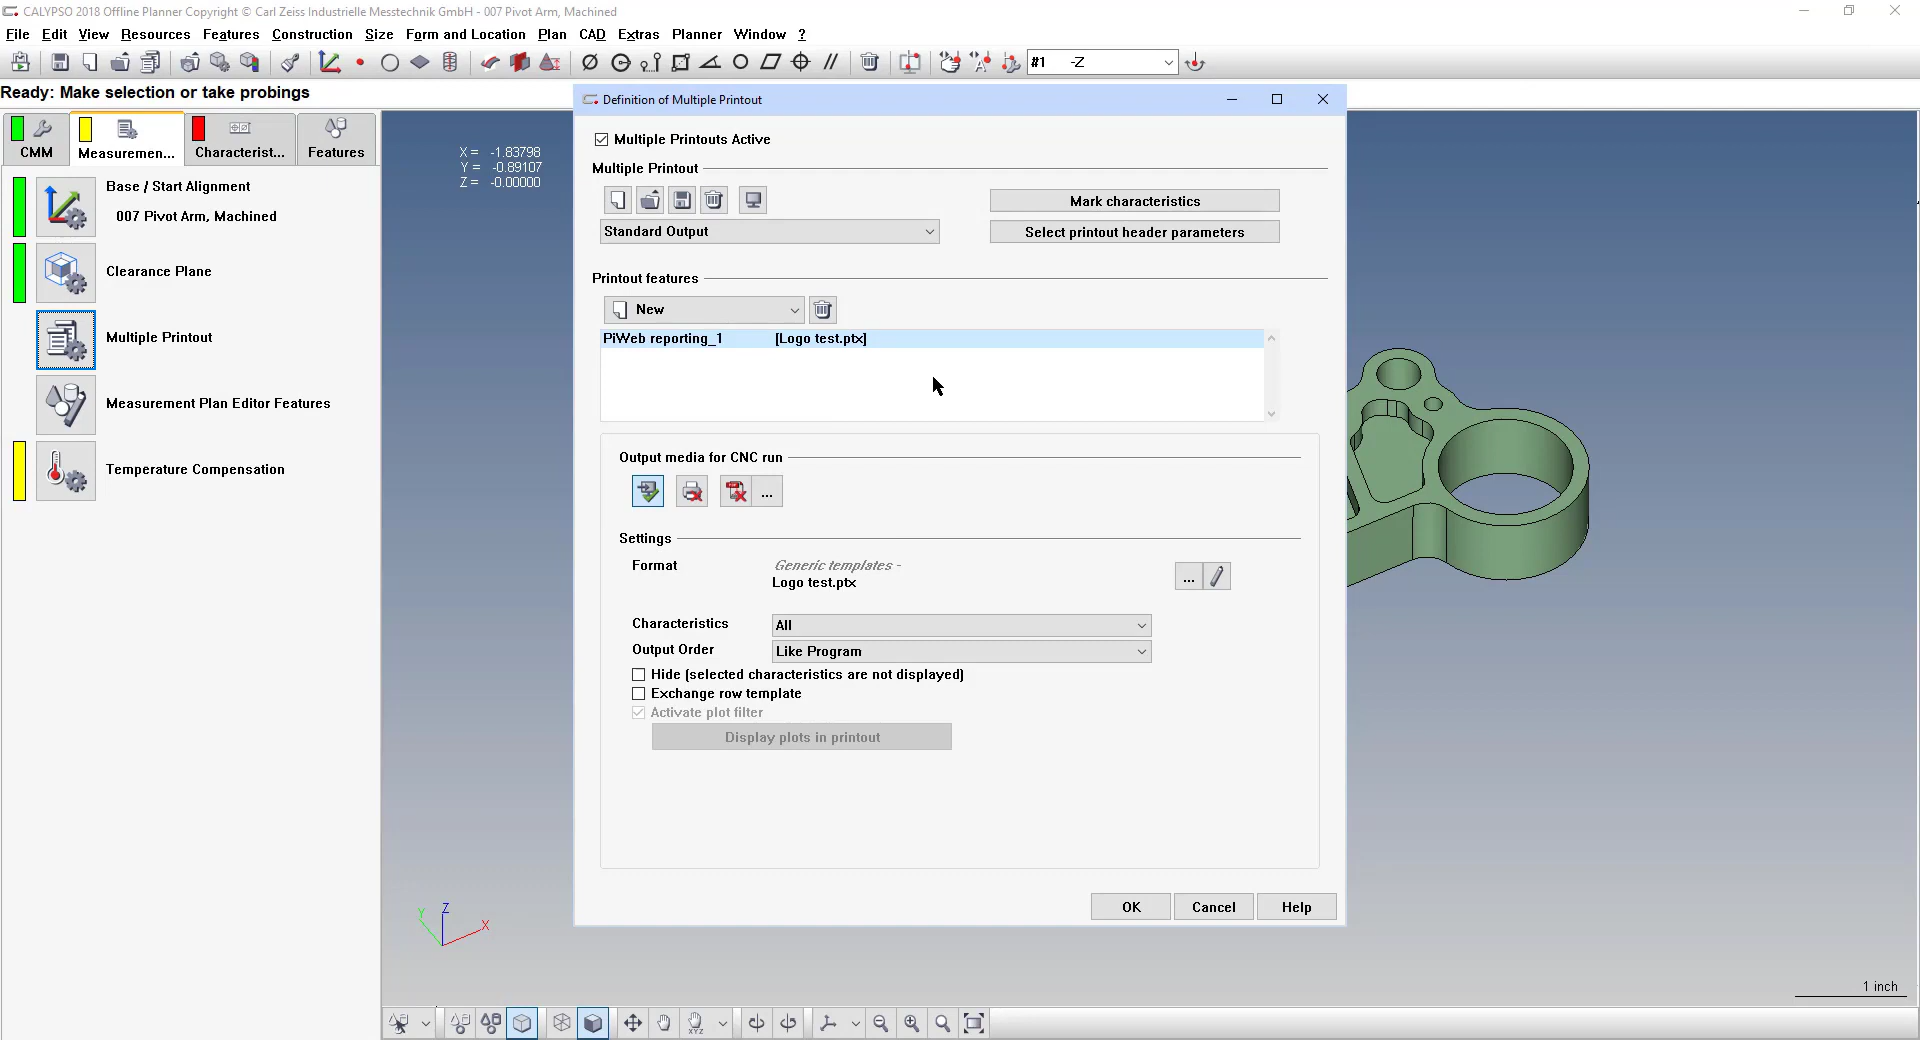 CALYPSO 2018 Offline Planner Copyright © Carl Zeiss Industrielle Messtechnik GmbH - 007 Pivot Arm, Machined
File Edit View Resources Features Construction Size Form and Location Plan CAD Extras Planner Window ?
#1 -Z
Ready: Make selection or take probings
CMM
Measuremen...
Characterist...
Features
Base / Start Alignment
007 Pivot Arm, Machined
Clearance Plane
Multiple Printout
Measurement Plan Editor Features
Temperature Compensation
X= -1.83798
Y= -0.89107
Z= -0.00000
Definition of Multiple Printout
Multiple Printouts Active
Multiple Printout
Mark characteristics
Standard Output
Select printout header parameters
Printout features
New
PiWeb reporting_1 [Logo test.ptx]
Output media for CNC run
...
Settings
Format
Generic templates -
Logo test.ptx
...
Characteristics
All
Output Order
Like Program
Hide (selected characteristics are not displayed)
Exchange row template
Activate plot filter
Display plots in printout
OK
Cancel
Help
Y
Z
X
1 inch
XYZ